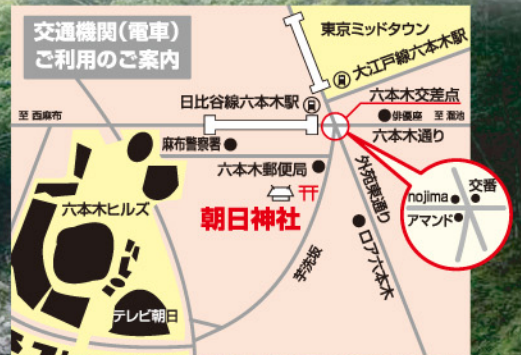 交通機関(電車)
ご利用のご案内
東京ミッドタウン
大江戸線六本木駅
日比谷線六本木駅
六本木交差点
至 西麻布
俳優座
至 溜池
麻布警察署
六本木通り
六本木郵便局
外苑東通り
nojima
交番
アマンド
六本木ヒルズ
朝日神社
ロア六本木
芋洗坂
テレビ朝日